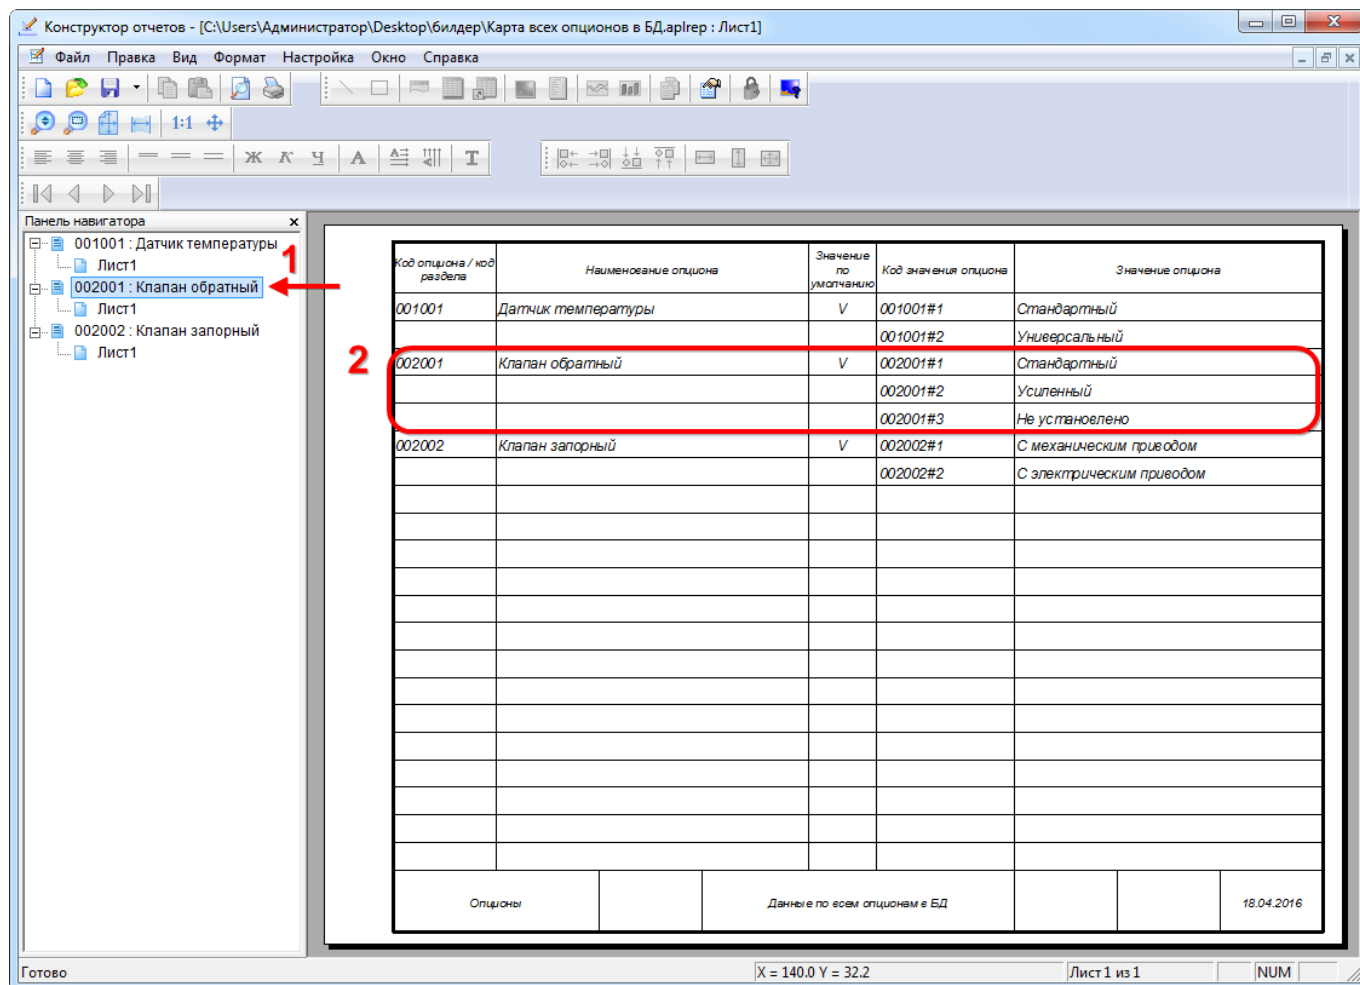 Конструктор отчетов - [C:\Users\Администратор\Desktop\билдер\Карта всех опционов в БД.aplrep : Лист1]
Файл Правка Вид Формат Настройка Окно Справка
1:1
Ж К Ч А Т
Панель навигатора x
001001 : Датчик температуры
Лист1
002001 : Клапан обратный
Лист1
002002 : Клапан запорный
Лист1
1
2
Код опциона / код раздела Наименование опциона Значение по умолчанию Код значения опциона Значение опциона
001001 Датчик температуры V 001001#1 Стандартный
001001#2 Универсальный
002001 Клапан обратный V 002001#1 Стандартный
002001#2 Усиленный
002001#3 Не установлено
002002 Клапан запорный V 002002#1 С механическим приводом
002002#2 С электрическим приводом
Опционы Данные по всем опционам в БД 18.04.2016
Готово X = 140.0 Y = 32.2 Лист 1 из 1 NUM